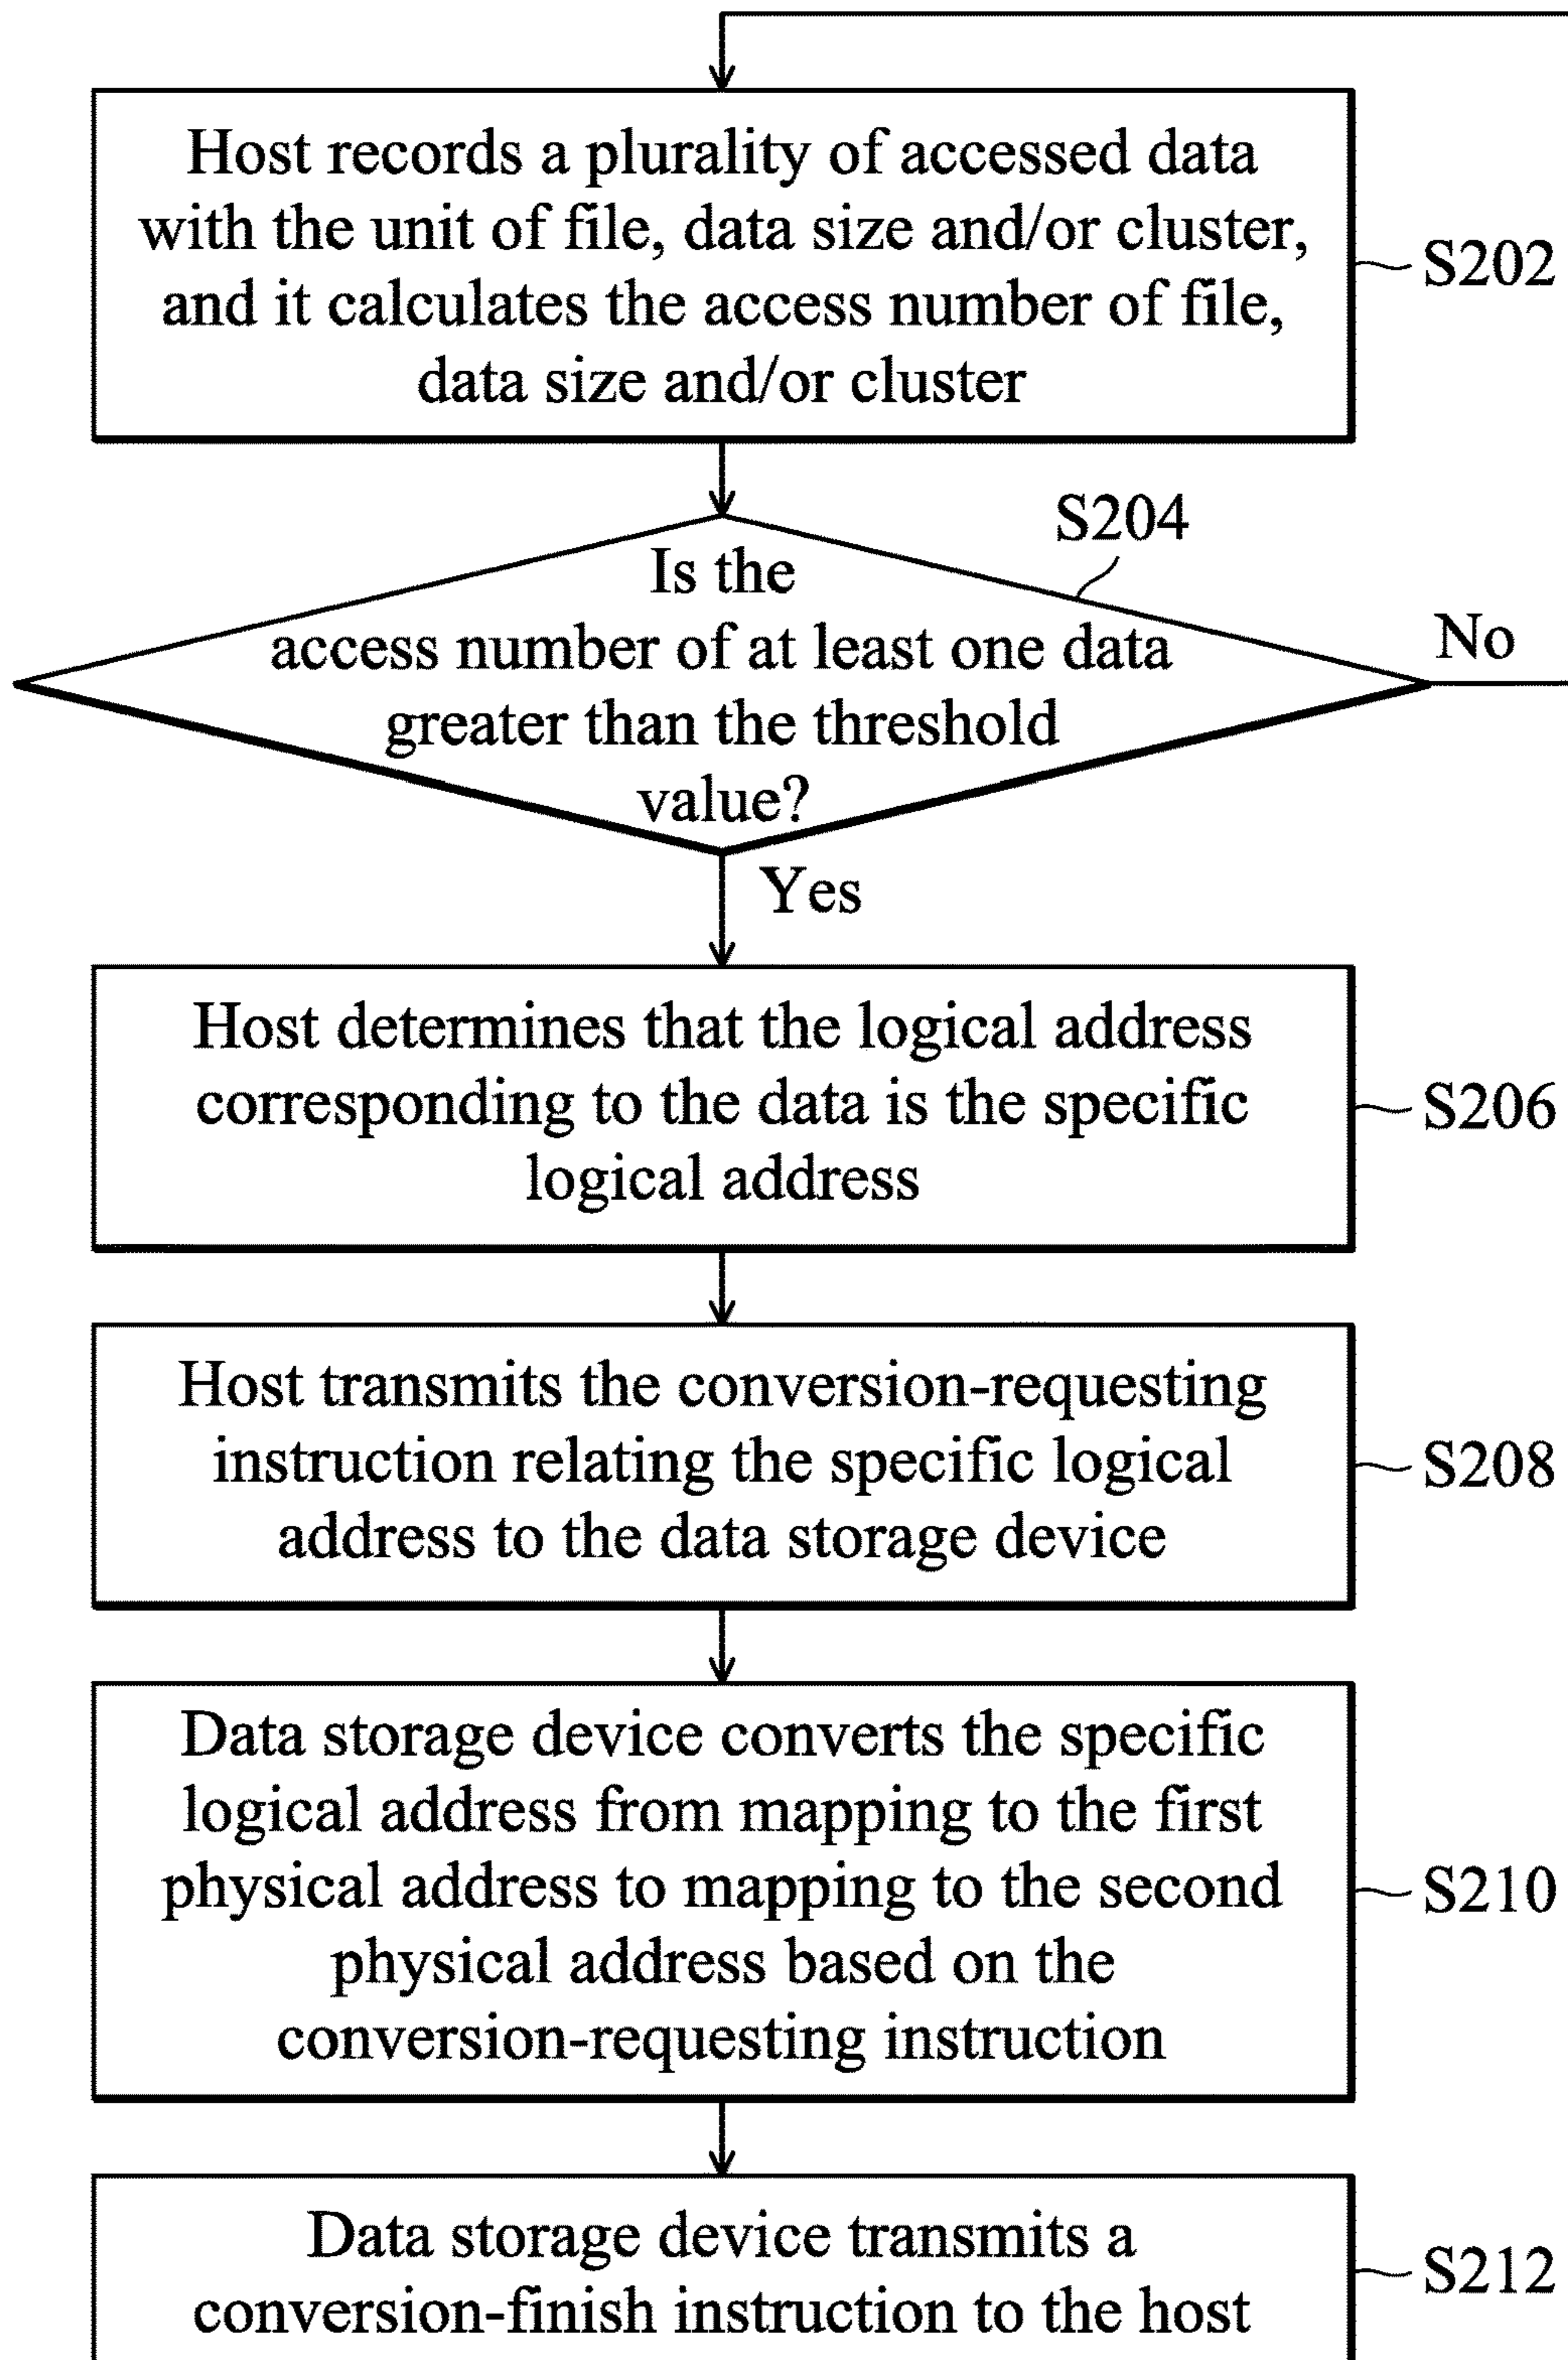 Host records a plurality of accessed data
with the unit of file, data size and/or cluster,
and it calculates the access number of file,
data size and/or cluster
S202
S204
Is the
access number of at least one data
greater than the threshold
value?
No
Yes
Host determines that the logical address
corresponding to the data is the specific
logical address
S206
Host transmits the conversion-requesting
instruction relating the specific logical
address to the data storage device
S208
Data storage device converts the specific
logical address from mapping to the first
physical address to mapping to the second
physical address based on the
conversion-requesting instruction
S210
Data storage device transmits a
conversion-finish instruction to the host
S212